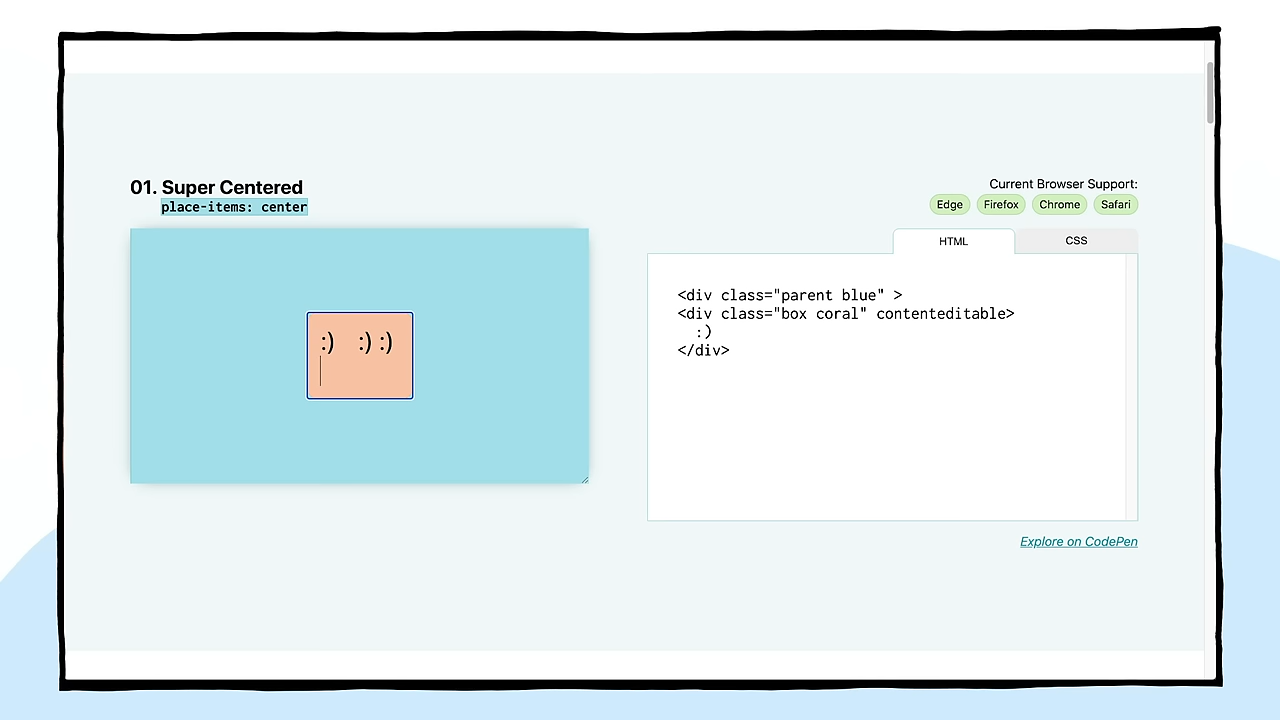 01. Super Centered
place-items: center
:) :) :)
Current Browser Support:
Edge Firefox Chrome Safari
HTML CSS
<div class="parent blue" >
<div class="box coral" contenteditable>
:)
</div>
Explore on CodePen